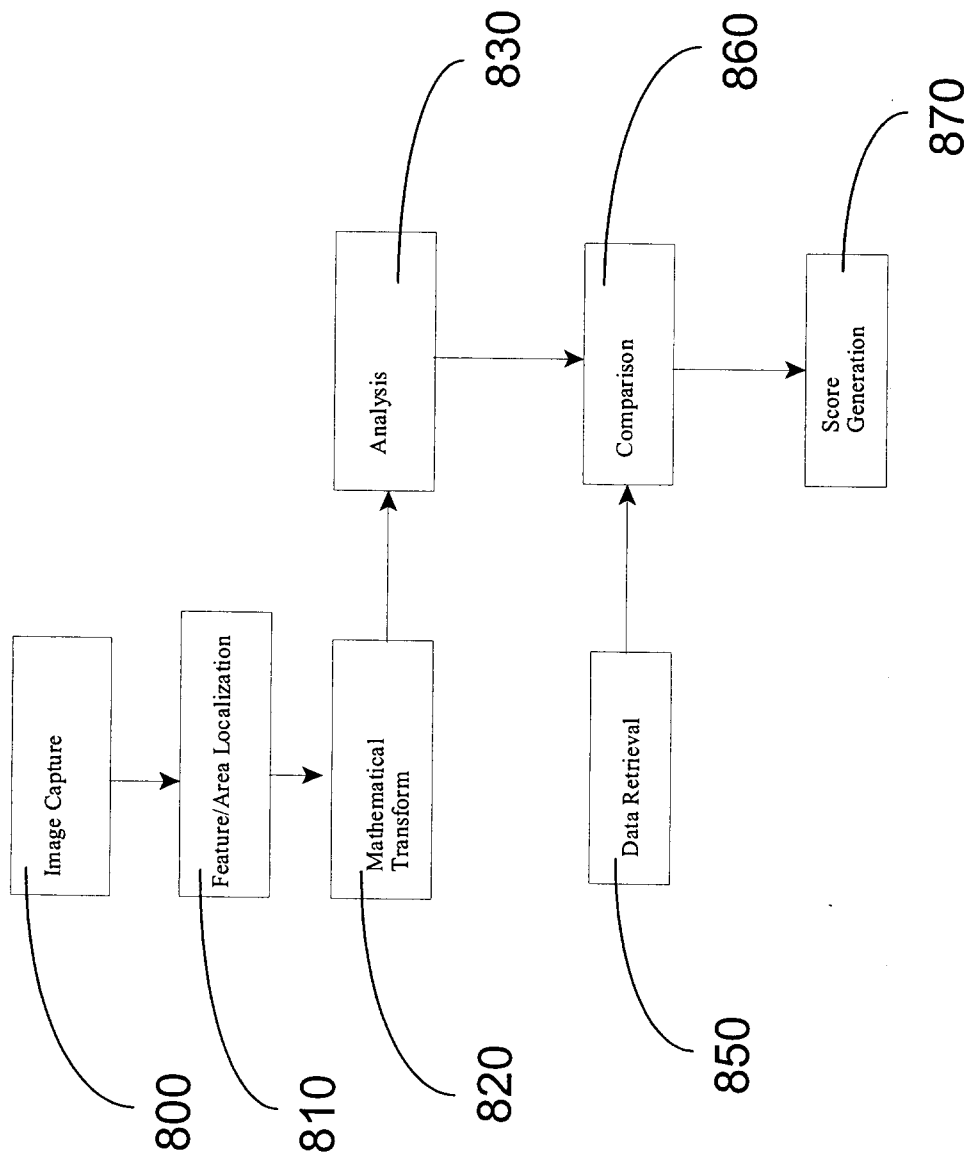 800
Image Capture
810
Feature/Area Localization
820
Mathematical
Transform
830
Analysis
850
Data Retrieval
860
Comparison
870
Score
Generation